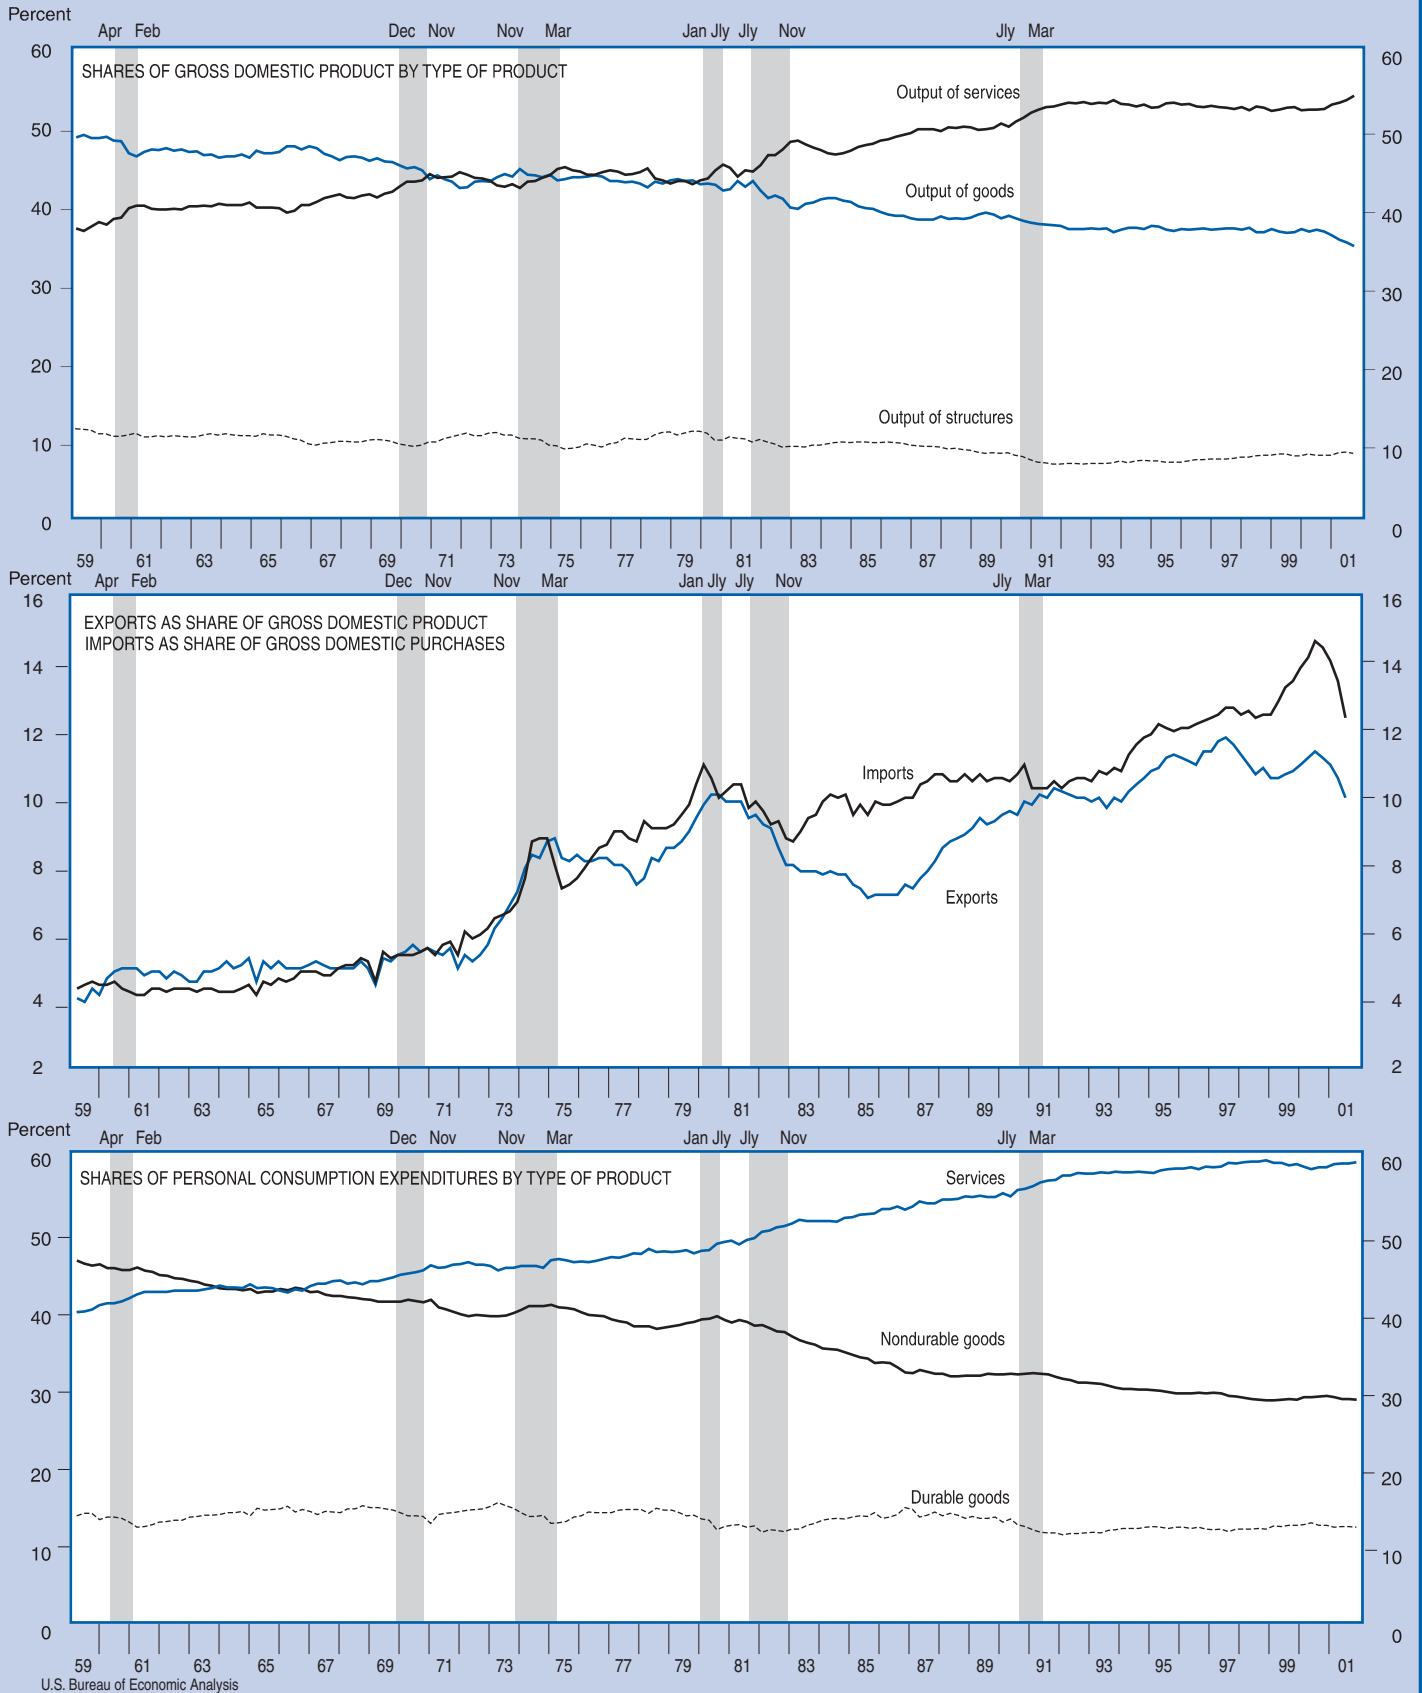 Percent
Apr Feb Dec Nov Nov Mar Jan Jly Jly Nov Jly Mar
60 60
SHARES OF GROSS DOMESTIC PRODUCT BY TYPE OF PRODUCT
Output of services
50 50
Output of goods
40 40
30 30
20 20
Output of structures
10 10
0 0
59 61 63 65 67 69 71 73 75 77 79 81 83 85 87 89 91 93 95 97 99 01
Percent
Apr Feb Dec Nov Nov Mar Jan Jly Jly Nov Jly Mar
16 16
EXPORTS AS SHARE OF GROSS DOMESTIC PRODUCT
IMPORTS AS SHARE OF GROSS DOMESTIC PURCHASES
14 14
12 12
Imports
10 10
8 8
Exports
6 6
4 4
2 2
59 61 63 65 67 69 71 73 75 77 79 81 83 85 87 89 91 93 95 97 99 01
Percent
Apr Feb Dec Nov Nov Mar Jan Jly Jly Nov Jly Mar
60 60
SHARES OF PERSONAL CONSUMPTION EXPENDITURES BY TYPE OF PRODUCT
Services
50 50
40 40
Nondurable goods
30 30
20 20
Durable goods
10 10
0 0
59 61 63 65 67 69 71 73 75 77 79 81 83 85 87 89 91 93 95 97 99 01
U.S. Bureau of Economic Analysis